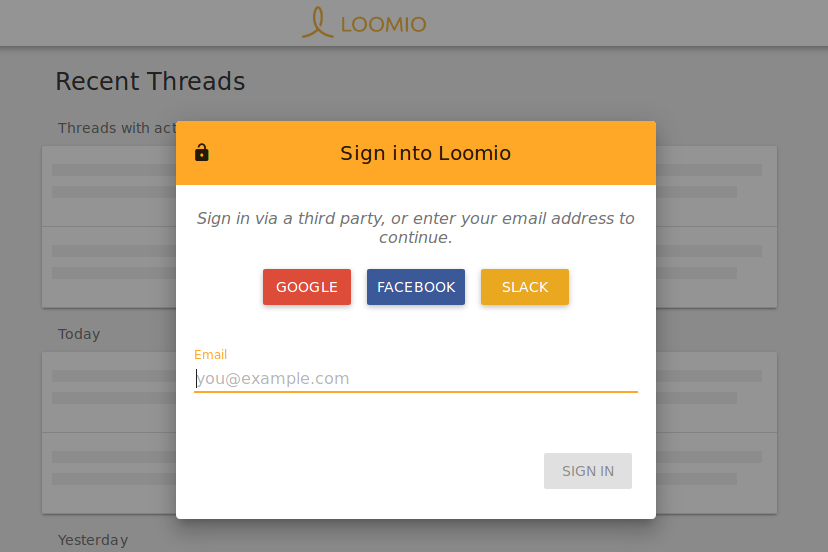 LOOMIO
Recent Threads
Threads with act
Sign into Loomio
Sign in via a third party, or enter your email address to
continue.
GOOGLE FACEBOOK SLACK
Today
Email
you@example.com
SIGN IN
Yesterday